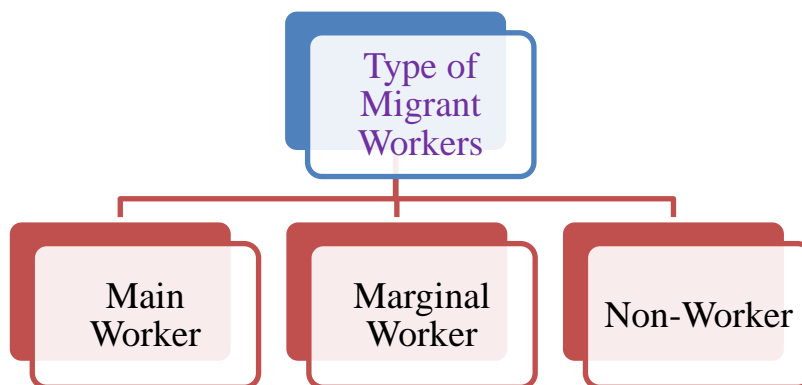 Type of
Migrant
Workers
Main
Worker
Marginal
Worker
Non-Worker